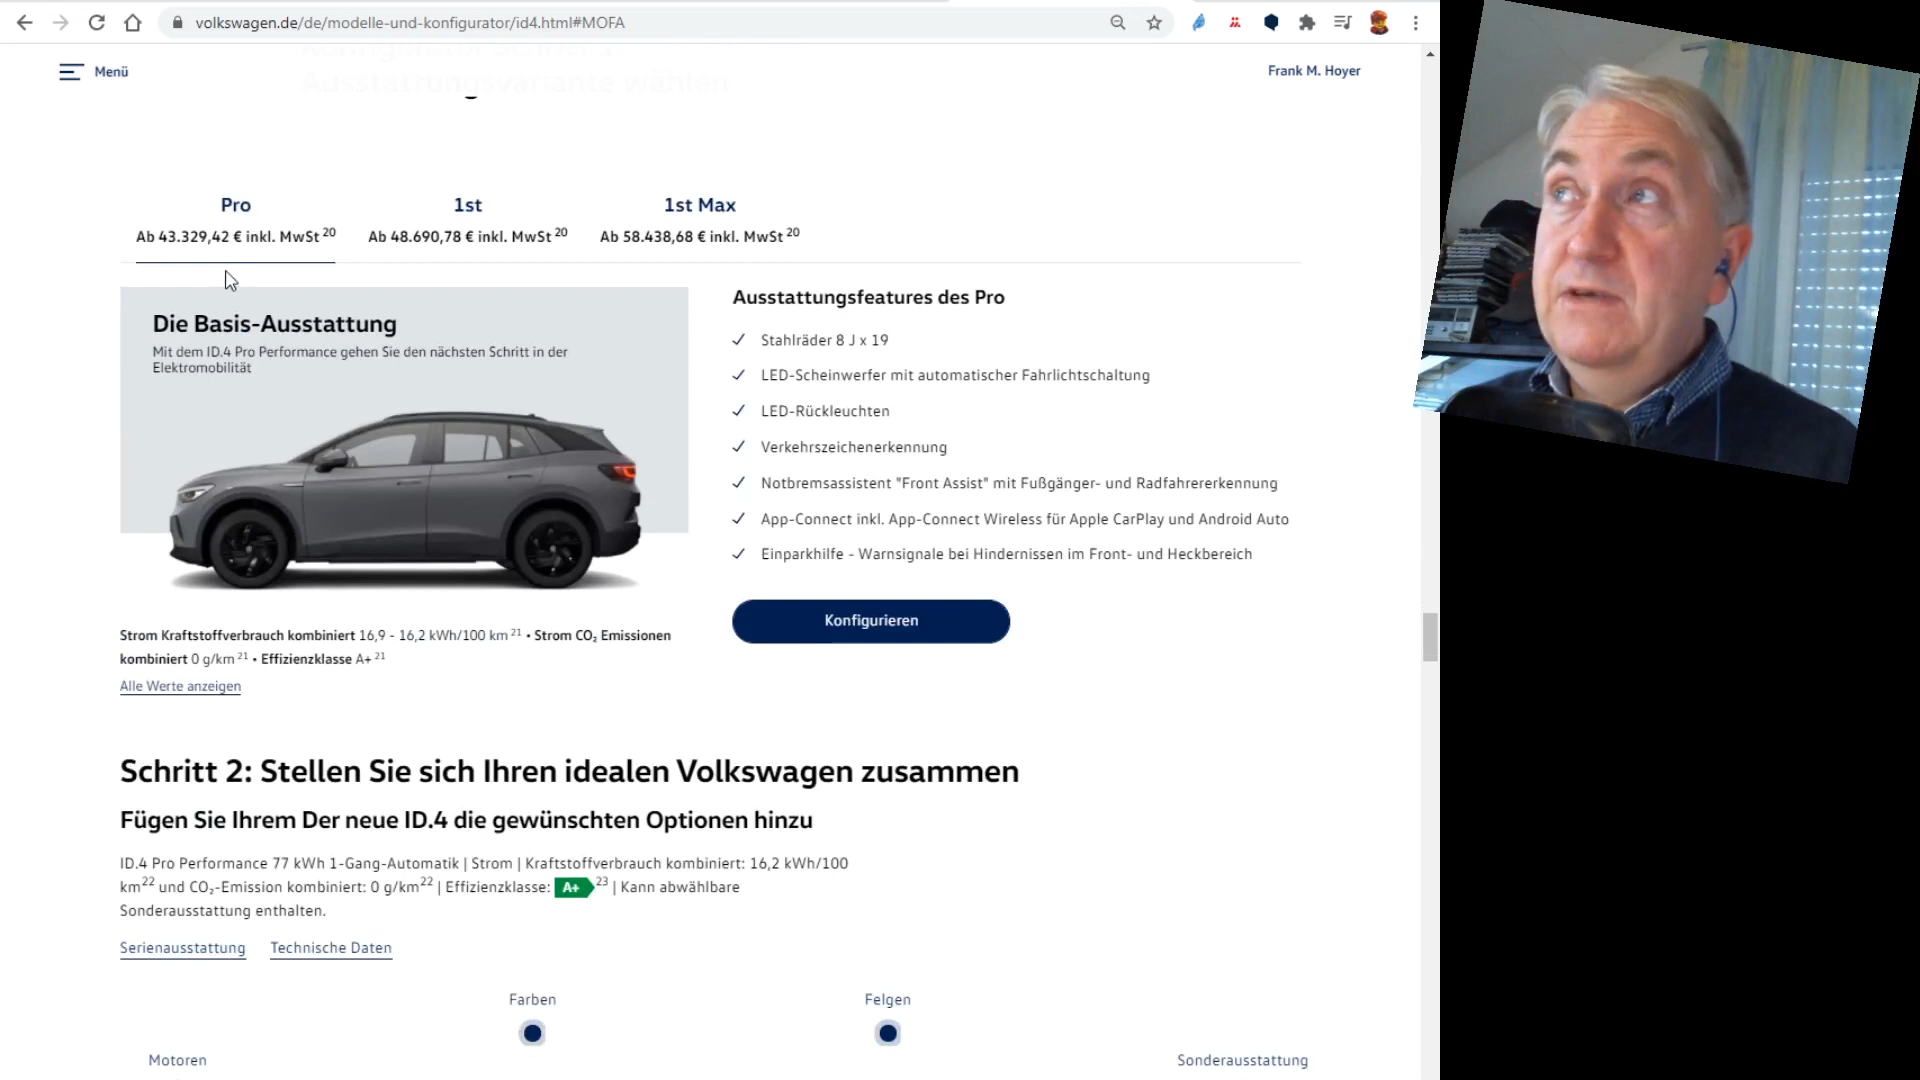 volkswagen.de/de/modelle-und-konfigurator/id4.html#MOFA
Menü
Frank M. Hoyer
Ausstattungsvariante wählen
Pro
Ab 43.329,42 € inkl. MwSt 20
1st
Ab 48.690,78 € inkl. MwSt 20
1st Max
Ab 58.438,68 € inkl. MwSt 20
Die Basis-Ausstattung
Mit dem ID.4 Pro Performance gehen Sie den nächsten Schritt in der
Elektromobilität
Strom Kraftstoffverbrauch kombiniert 16,9 - 16,2 kWh/100 km 21 • Strom CO₂ Emissionen
kombiniert 0 g/km 21 • Effizienzklasse A+ 21
Alle Werte anzeigen
Ausstattungsfeatures des Pro
Stahlräder 8 J x 19
LED-Scheinwerfer mit automatischer Fahrlichtschaltung
LED-Rückleuchten
Verkehrszeichenerkennung
Notbremsassistent "Front Assist" mit Fußgänger- und Radfahrererkennung
App-Connect inkl. App-Connect Wireless für Apple CarPlay und Android Auto
Einparkhilfe - Warnsignale bei Hindernissen im Front- und Heckbereich
Konfigurieren
Schritt 2: Stellen Sie sich Ihren idealen Volkswagen zusammen
Fügen Sie Ihrem Der neue ID.4 die gewünschten Optionen hinzu
ID.4 Pro Performance 77 kWh 1-Gang-Automatik | Strom | Kraftstoffverbrauch kombiniert: 16,2 kWh/100
km22 und CO₂-Emission kombiniert: 0 g/km22 | Effizienzklasse: A+ 23 | Kann abwählbare
Sonderausstattung enthalten.
Serienausstattung
Technische Daten
Farben
Felgen
Motoren
Sonderausstattung